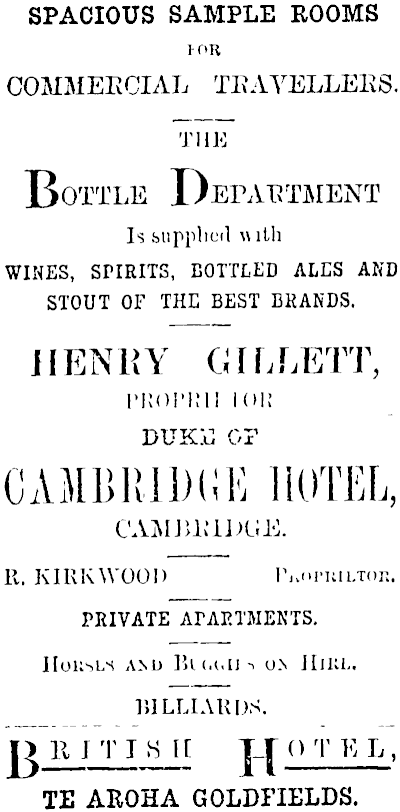 SPACIOUS SAMPLE ROOMS
FOR
COMMERCIAL TRAVELLERS.
THE
BOTTLE DEPARTMENT
Is supplied with
WINES, SPIRITS, BOTTLED ALES AND
STOUT OF THE BEST BRANDS.
HENRY GILLETT,
PROPRIETOR
DUKE OF
CAMBRIDGE HOTEL,
CAMBRIDGE.
R. KIRKWOOD PROPRIETOR.
PRIVATE APARTMENTS.
HORSES AND BUGGIES ON HIRE.
BILLIARDS.
BRITISH HOTEL,
TE AROHA GOLDFIELDS.